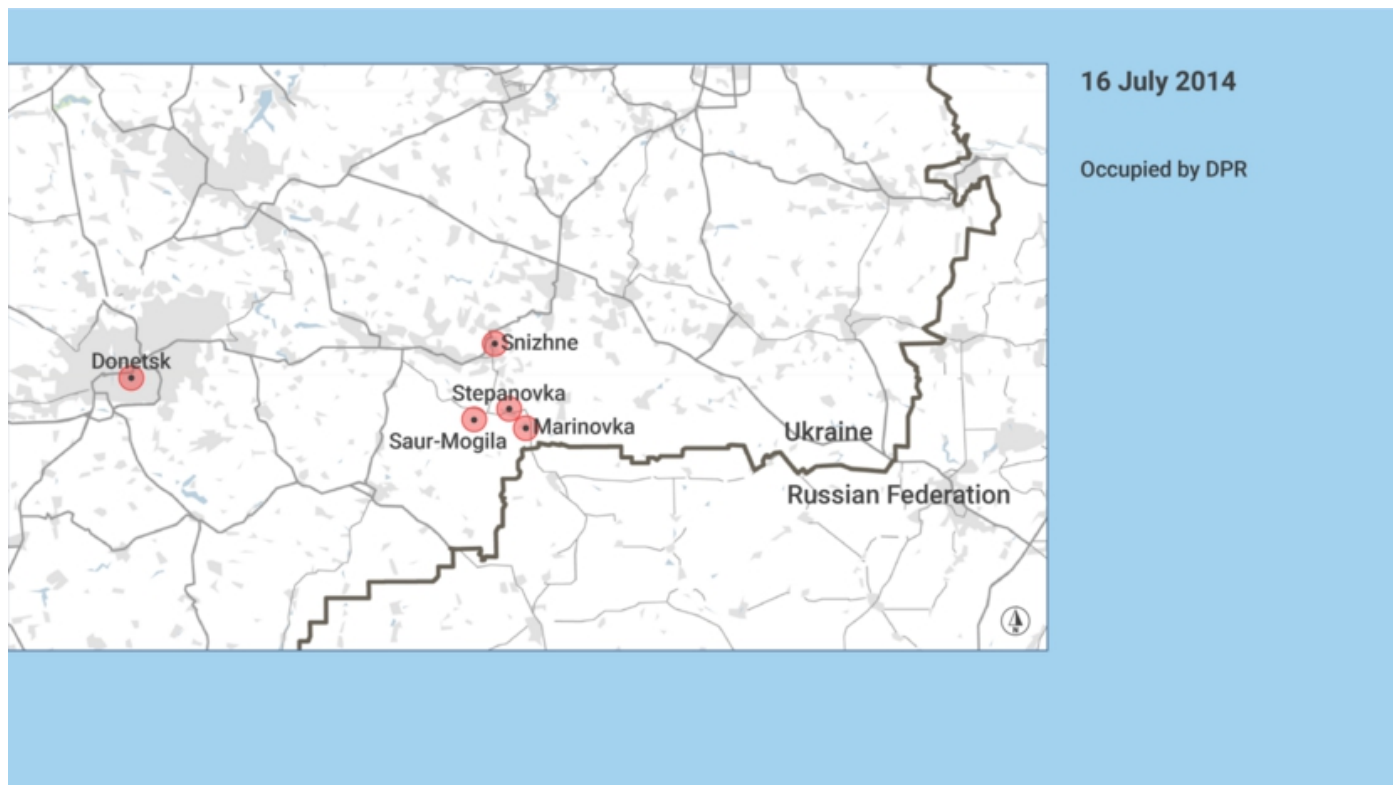 16 July 2014
Occupied by DPR
Donetsk
Snizhne
Stepanovka
Saur-Mogila
Marinovka
Ukraine
Russian Federation
N